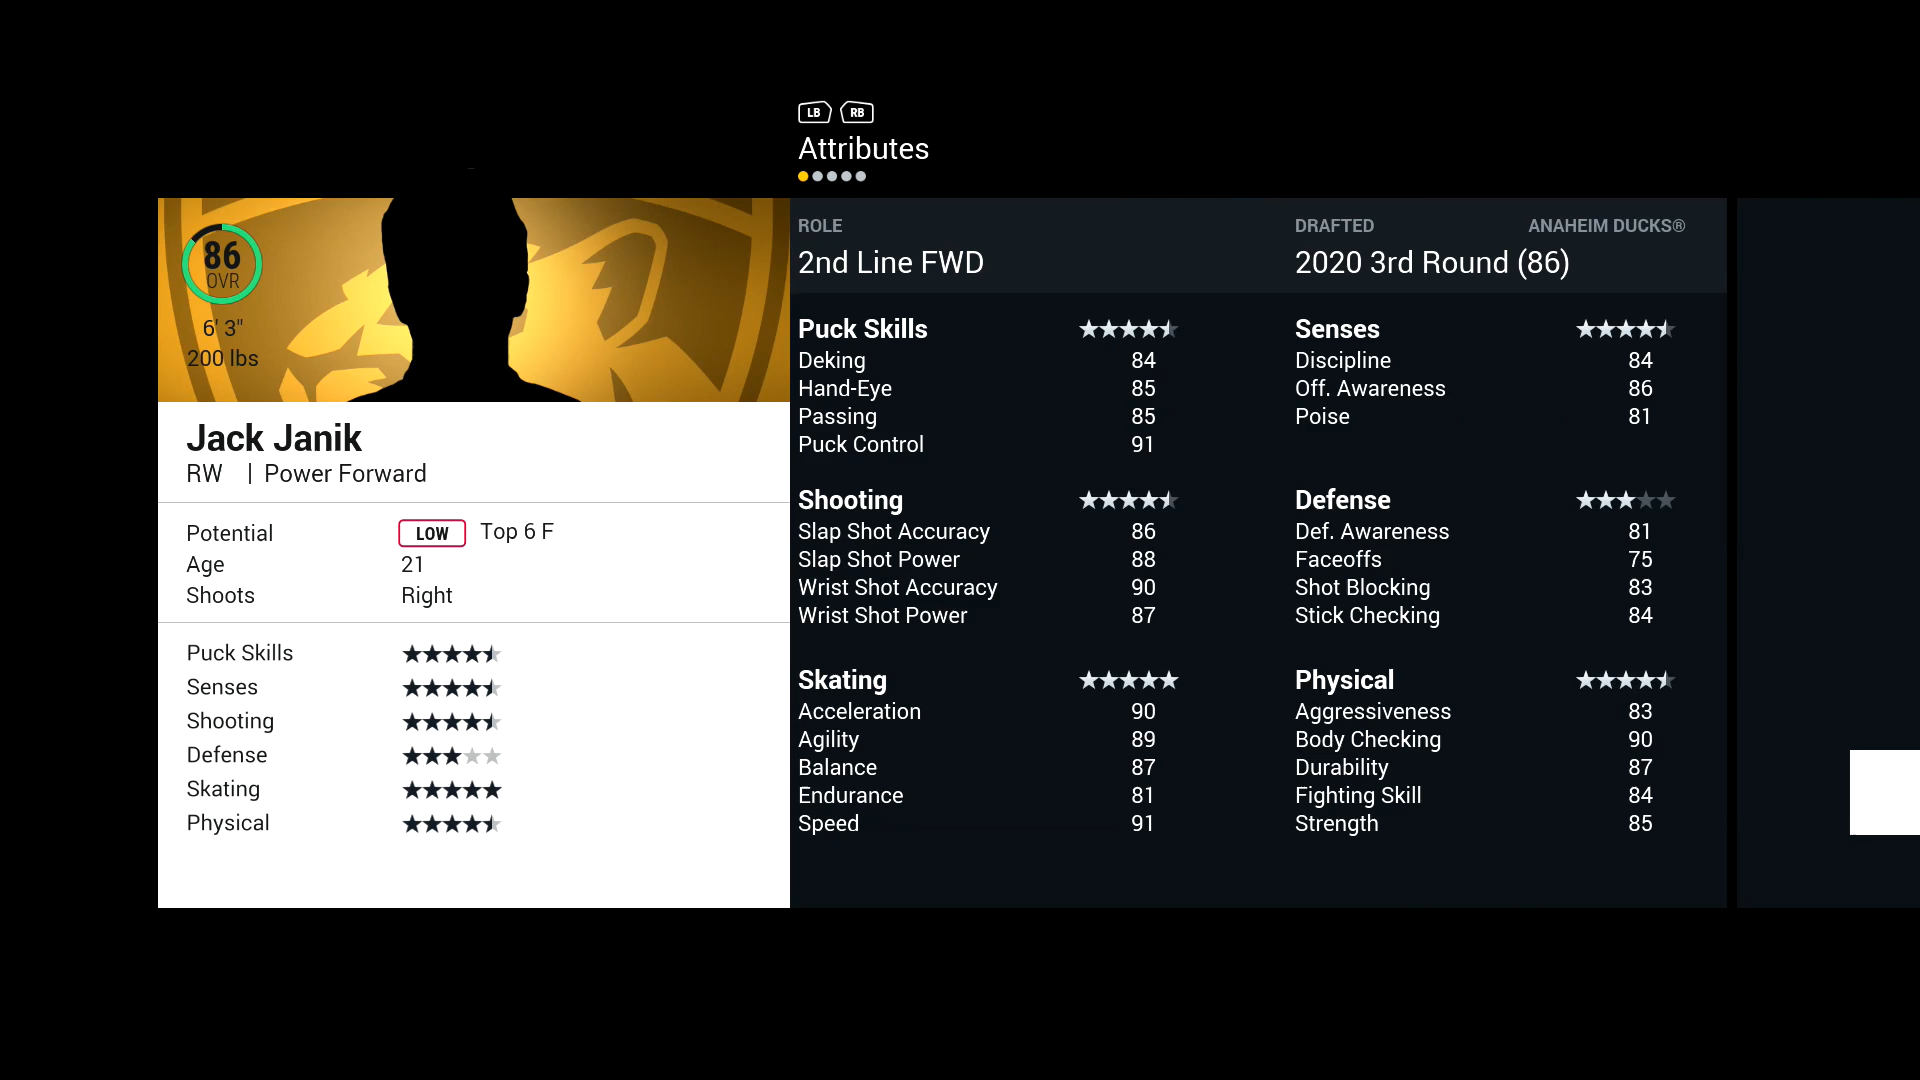 LB RB
Attributes
86
OVR
6' 3"
200 lbs
Jack Janik
RW | Power Forward
Potential LOW Top 6 F
Age 21
Shoots Right
Puck Skills
Senses
Shooting
Defense
Skating
Physical
ROLE
2nd Line FWD
DRAFTED ANAHEIM DUCKS®
2020 3rd Round (86)
Puck Skills
Deking 84
Hand-Eye 85
Passing 85
Puck Control 91
Senses
Discipline 84
Off. Awareness 86
Poise 81
Shooting
Slap Shot Accuracy 86
Slap Shot Power 88
Wrist Shot Accuracy 90
Wrist Shot Power 87
Defense
Def. Awareness 81
Faceoffs 75
Shot Blocking 83
Stick Checking 84
Skating
Acceleration 90
Agility 89
Balance 87
Endurance 81
Speed 91
Physical
Aggressiveness 83
Body Checking 90
Durability 87
Fighting Skill 84
Strength 85